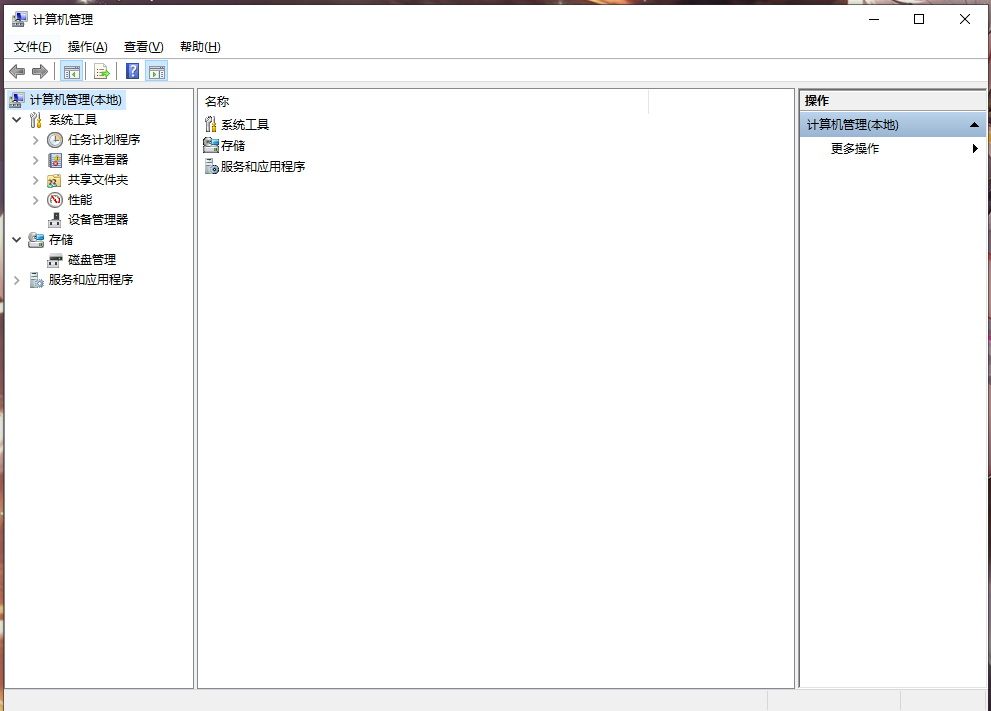 计算机管理
文件(F) 操作(A) 查看(V) 帮助(H)
计算机管理(本地)
系统工具
任务计划程序
事件查看器
共享文件夹
性能
设备管理器
存储
磁盘管理
服务和应用程序
名称
系统工具
存储
服务和应用程序
操作
计算机管理(本地)
更多操作